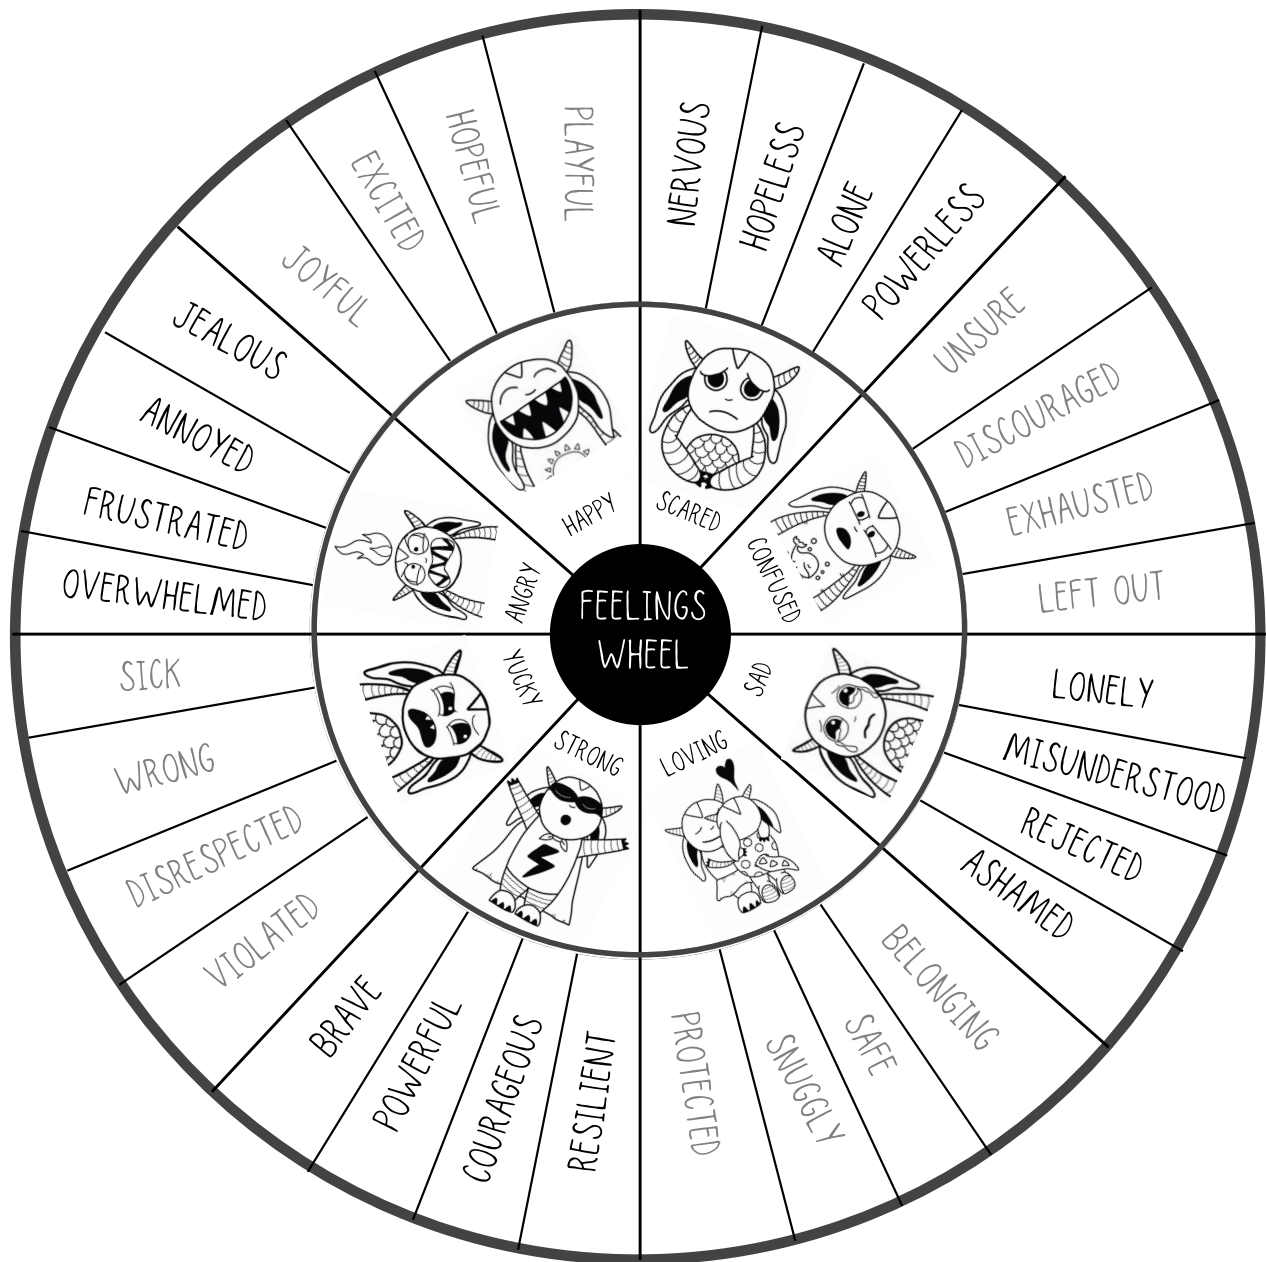 FEELINGS
WHEEL
SCARED
NERVOUS
HOPELESS
ALONE
POWERLESS
CONFUSED
UNSURE
DISCOURAGED
EXHAUSTED
LEFT OUT
SAD
LONELY
MISUNDERSTOOD
REJECTED
ASHAMED
LOVING
BELONGING
SAFE
SNUGGLY
PROTECTED
STRONG
RESILIENT
COURAGEOUS
POWERFUL
BRAVE
YUCKY
VIOLATED
DISRESPECTED
WRONG
SICK
ANGRY
OVERWHELMED
FRUSTRATED
ANNOYED
JEALOUS
HAPPY
JOYFUL
EXCITED
HOPEFUL
PLAYFUL